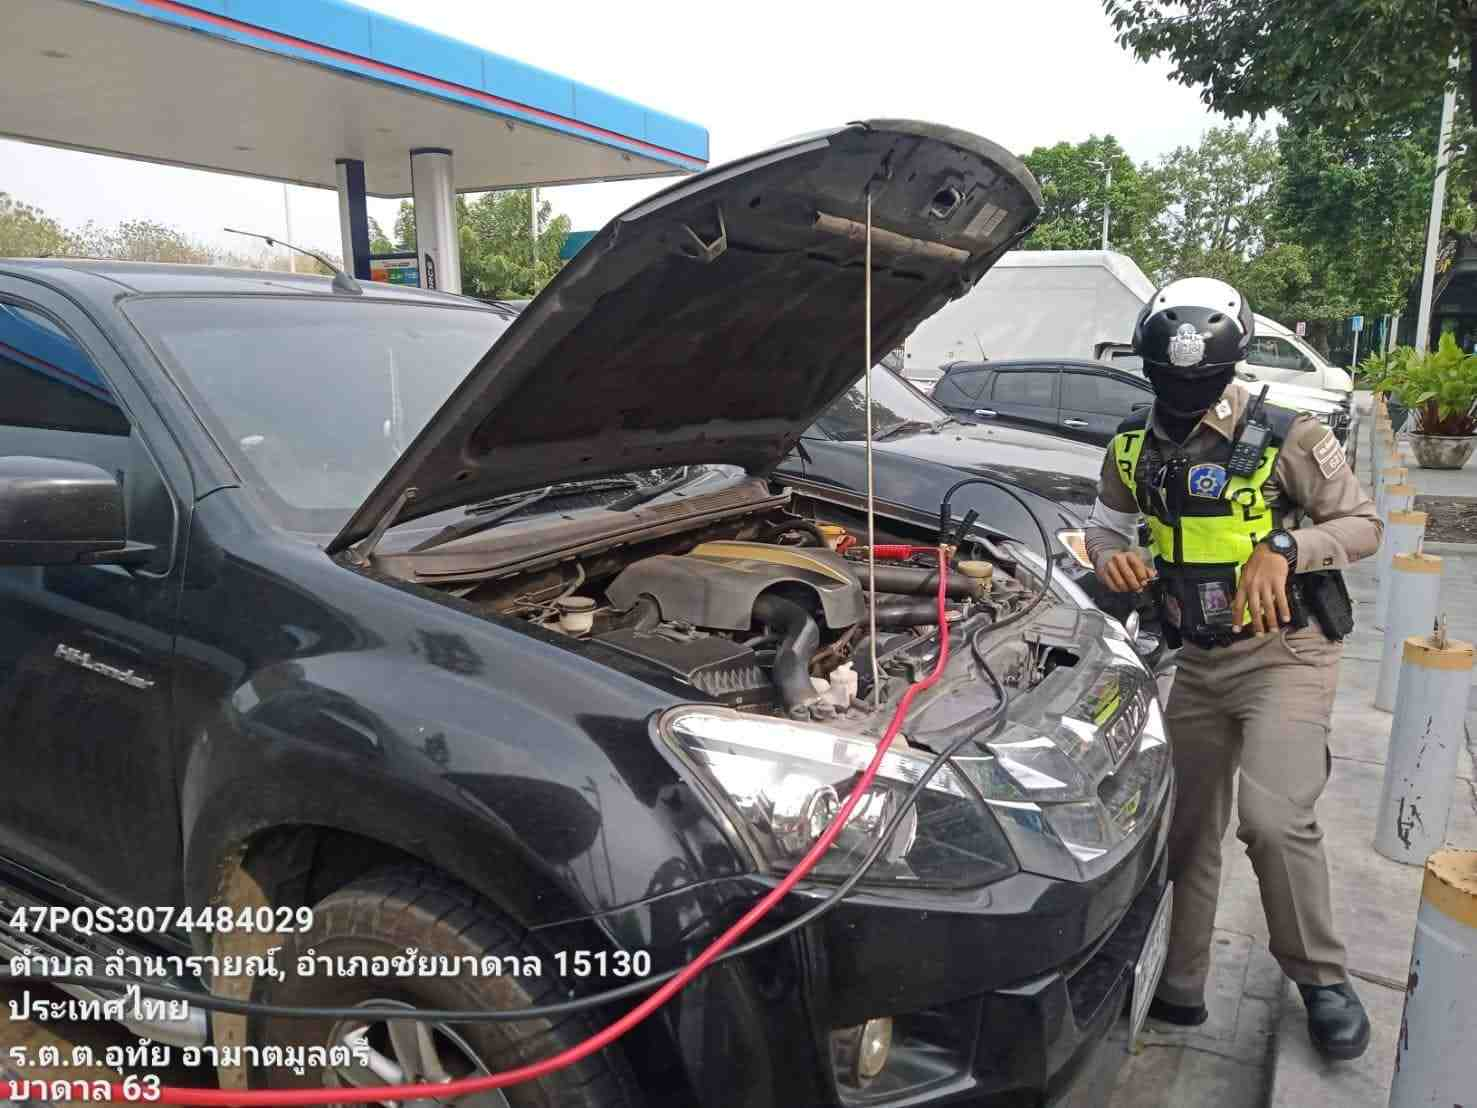 Hi-Lander
47PQS3074484029
ตำบล ลำนารายณ์, อำเภอชัยบาดาล 15130
ประเทศไทย
ร.ต.ต.อุทัย อามาตมูลตรี
บาดาล 63